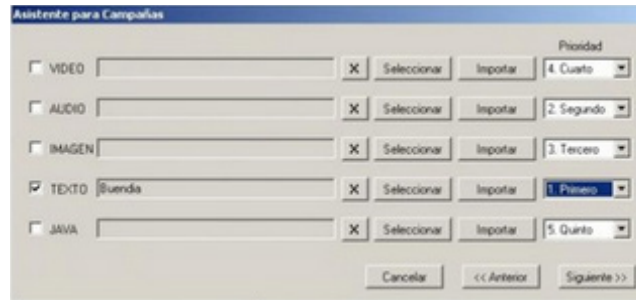 Asistente para Campañas
Prioridad
VIDEO X Seleccionar Importar 4. Cuarto
AUDIO X Seleccionar Importar 2. Segundo
IMAGEN X Seleccionar Importar 3. Tercero
TEXTO Buendia X Seleccionar Importar 1. Primero
JAVA X Seleccionar Importar 5. Quinto
Cancelar << Anterior Siguiente >>